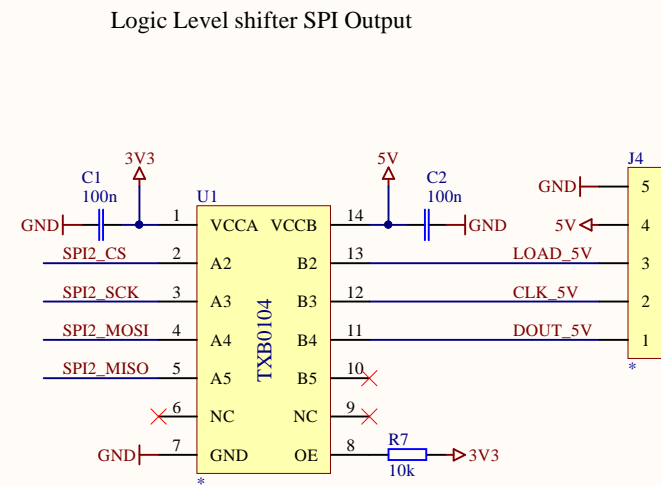 Logic Level shifter SPI Output
3V3
5V
J4
C1
100n
C2
100n
U1
GND
5
GND
1
VCCA
VCCB
14
GND
5V
4
SPI2_CS
2
A2
B2
13
LOAD_5V
3
SPI2_SCK
3
A3
B3
12
CLK_5V
2
SPI2_MOSI
4
A4
B4
11
DOUT_5V
1
TXB0104
SPI2_MISO
5
A5
B5
10
*
6
NC
NC
9
GND
7
GND
OE
8
R7
10k
3V3
*